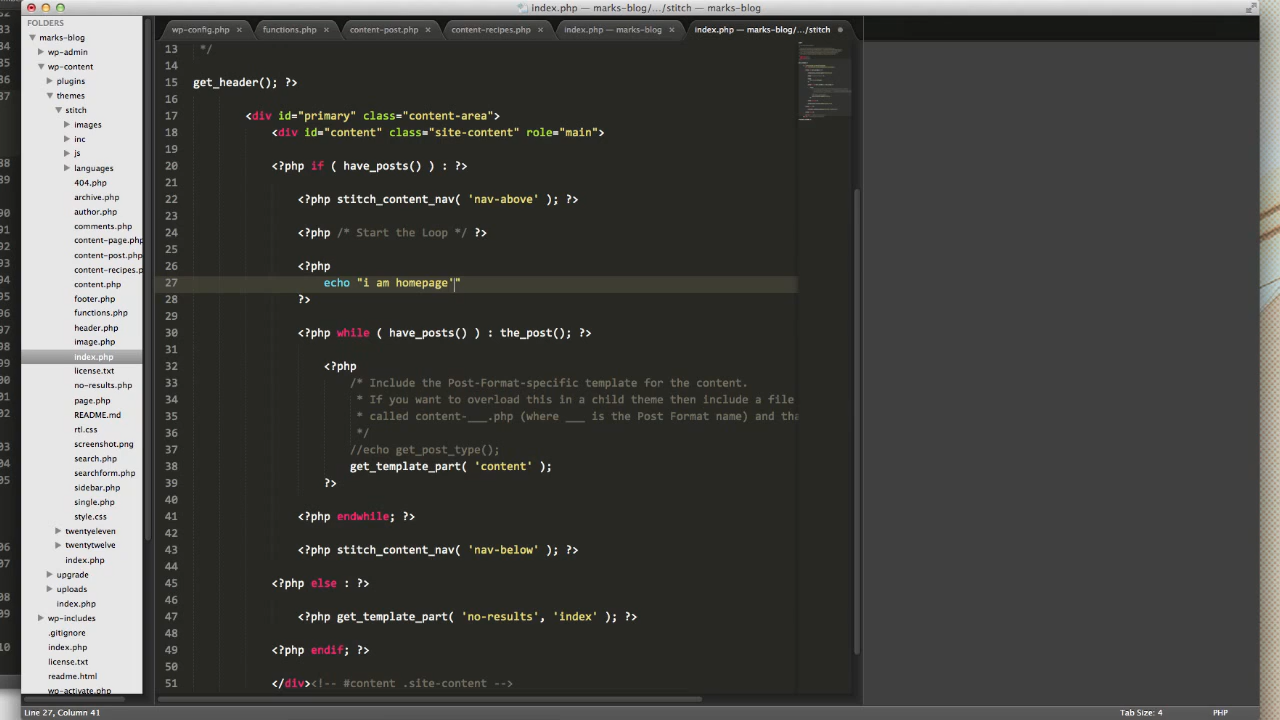 index.php — marks-blog/.../stitch
FOLDERS
marks-blog
wp-admin
wp-content
plugins
themes
stitch
images
inc
js
languages
404.php
archive.php
author.php
comments.php
content-page.php
content-post.php
content-recipes.p
content.php
footer.php
functions.php
header.php
image.php
index.php
license.txt
no-results.php
page.php
README.md
rtl.css
screenshot.png
search.php
searchform.php
sidebar.php
single.php
style.css
twentyeleven
twentytwelve
index.php
upgrade
uploads
index.php
wp-includes
.gitignore
index.php
license.txt
readme.html
wp-activate.php
wp-config.php × functions.php × content-post.php × content-recipes.php × index.php — marks-blog × index.php — marks-blog/.../stitch
13 */
14
15 get_header(); ?>
16
17 <div id="primary" class="content-area">
18 <div id="content" class="site-content" role="main">
19
20 <?php if ( have_posts() ) : ?>
21
22 <?php stitch_content_nav( 'nav-above' ); ?>
23
24 <?php /* Start the Loop */ ?>
25
26 <?php
27 echo "i am homepage'"
28 ?>
29
30 <?php while ( have_posts() ) : the_post(); ?>
31
32 <?php
33 /* Include the Post-Format-specific template for the content.
34 * If you want to overload this in a child theme then include a file
35 * called content-___.php (where ___ is the Post Format name) and tha
36 */
37 //echo get_post_type();
38 get_template_part( 'content' );
39 ?>
40
41 <?php endwhile; ?>
42
43 <?php stitch_content_nav( 'nav-below' ); ?>
44
45 <?php else : ?>
46
47 <?php get_template_part( 'no-results', 'index' ); ?>
48
49 <?php endif; ?>
50
51 </div><!-- #content .site-content -->
Line 27, Column 41
Tab Size: 4
PHP